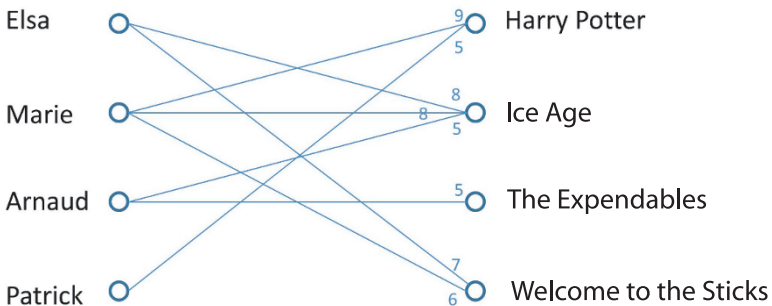 Elsa
9
Harry Potter
5
8
Marie
8
Ice Age
5
Arnaud
5
The Expendables
7
Patrick
6
Welcome to the Sticks